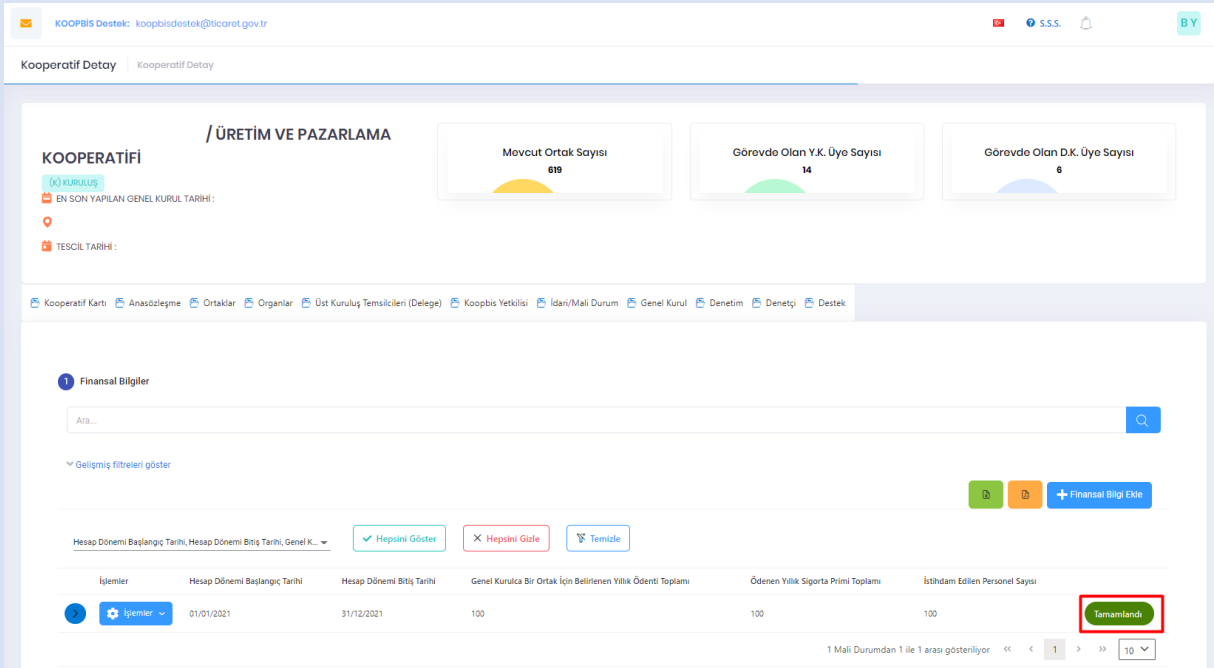 KOOPBİS Destek: koopbisdestek@ticaret.gov.tr
S.S.S.
B Y
Kooperatif Detay
Kooperatif Detay
/ ÜRETİM VE PAZARLAMA
KOOPERATİFİ
(K) KURULUŞ
EN SON YAPILAN GENEL KURUL TARİHİ :
TESCİL TARİHİ :
Mevcut Ortak Sayısı
619
Görevde Olan Y.K. Üye Sayısı
14
Görevde Olan D.K. Üye Sayısı
6
Kooperatif Kartı Anasözleşme Ortaklar Organlar Üst Kuruluş Temsilcileri (Delege) Koopbis Yetkilisi İdari/Mali Durum Genel Kurul Denetim Denetçi Destek
1 Finansal Bilgiler
Ara...
Gelişmiş filtreleri göster
Finansal Bilgi Ekle
Hesap Dönemi Başlangıç Tarihi, Hesap Dönemi Bitiş Tarihi, Genel K... Hepsini Göster Hepsini Gizle Temizle
İşlemler Hesap Dönemi Başlangıç Tarihi Hesap Dönemi Bitiş Tarihi Genel Kurulca Bir Ortak İçin Belirlenen Yıllık Ödenti Toplamı Ödenen Yıllık Sigorta Primi Toplamı İstihdam Edilen Personel Sayısı
İşlemler 01/01/2021 31/12/2021 100 100 100 Tamamlandı
1 Mali Durumdan 1 ile 1 arası gösteriliyor « ‹ 1 › » 10